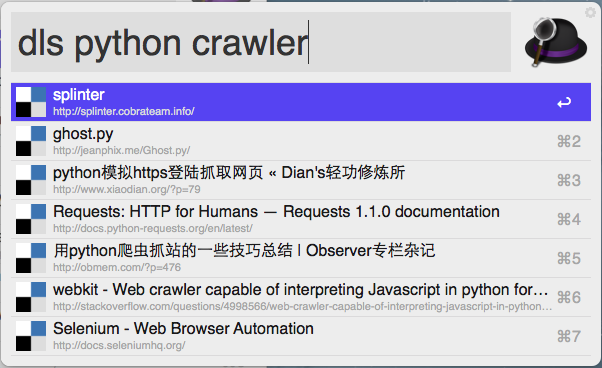 dls python crawler
splinter
http://splinter.cobrateam.info/
↩
ghost.py
http://jeanphix.me/Ghost.py/
⌘2
python模拟https登陆抓取网页 « Dian's轻功修炼所
http://www.xiaodian.org/?p=79
⌘3
Requests: HTTP for Humans — Requests 1.1.0 documentation
http://docs.python-requests.org/en/latest/
⌘4
用python爬虫抓站的一些技巧总结 | Observer专栏杂记
http://obmem.com/?p=476
⌘5
webkit - Web crawler capable of interpreting Javascript in python for...
http://stackoverflow.com/questions/4998566/web-crawler-capable-of-interpreting-javascript-in-python...
⌘6
Selenium - Web Browser Automation
http://docs.seleniumhq.org/
⌘7